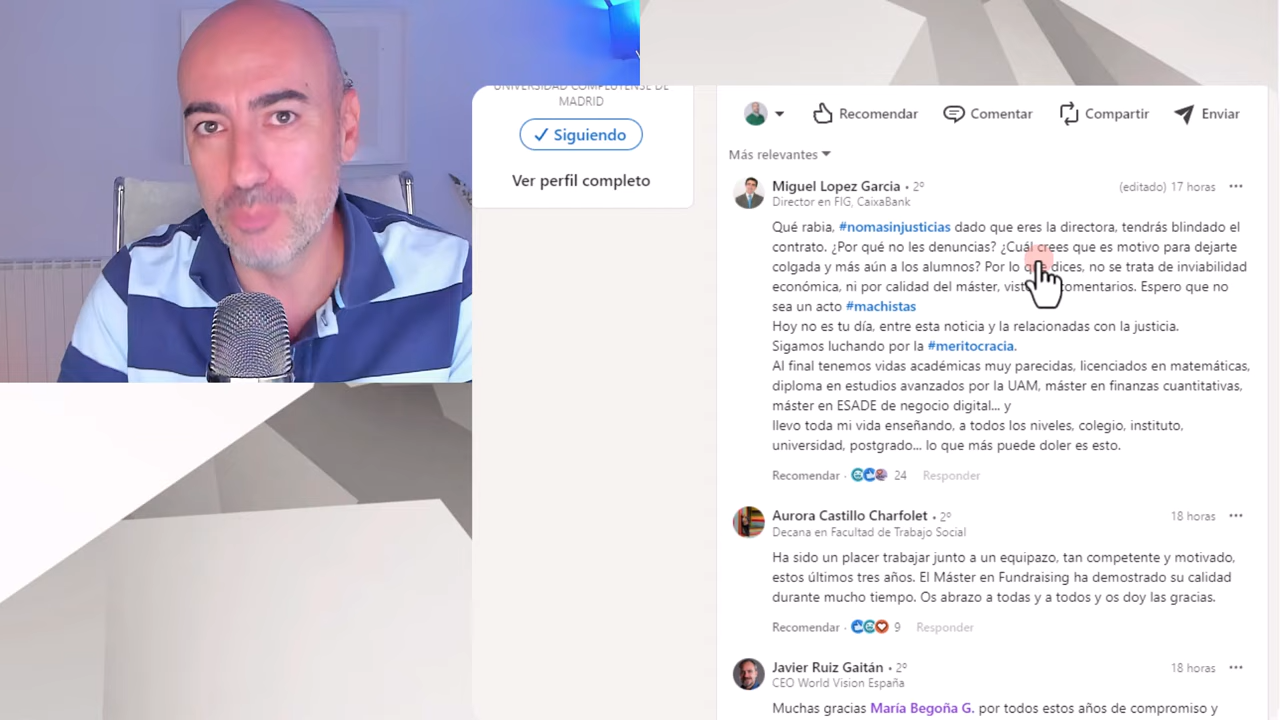 UNIVERSIDAD COMPLUTENSE DE
MADRID
Siguiendo
Ver perfil completo
Recomendar Comentar Compartir Enviar
Más relevantes
Miguel Lopez Garcia • 2º (editado) 17 horas ...
Director en FIG, CaixaBank
Qué rabia, #nomasinjusticias dado que eres la directora, tendrás blindado el
contrato. ¿Por qué no les denuncias? ¿Cuál crees que es motivo para dejarte
colgada y más aún a los alumnos? Por lo que dices, no se trata de inviabilidad
económica, ni por calidad del máster, comentarios. Espero que no
sea un acto #machistas
Hoy no es tu día, entre esta noticia y la relacionadas con la justicia.
Sigamos luchando por la #meritocracia.
Al final tenemos vidas académicas muy parecidas, licenciados en matemáticas,
diploma en estudios avanzados por la UAM, máster en finanzas cuantitativas,
máster en ESADE de negocio digital... y
llevo toda mi vida enseñando, a todos los niveles, colegio, instituto,
universidad, postgrado... lo que más puede doler es esto.
Recomendar · 24 Responder
Aurora Castillo Charfolet • 2º 18 horas ...
Decana en Facultad de Trabajo Social
Ha sido un placer trabajar junto a un equipazo, tan competente y motivado,
estos últimos tres años. El Máster en Fundraising ha demostrado su calidad
durante mucho tiempo. Os abrazo a todas y a todos y os doy las gracias.
Recomendar · 9 Responder
Javier Ruiz Gaitán • 2º 18 horas ...
CEO World Vision España
Muchas gracias María Begoña G. por todos estos años de compromiso y